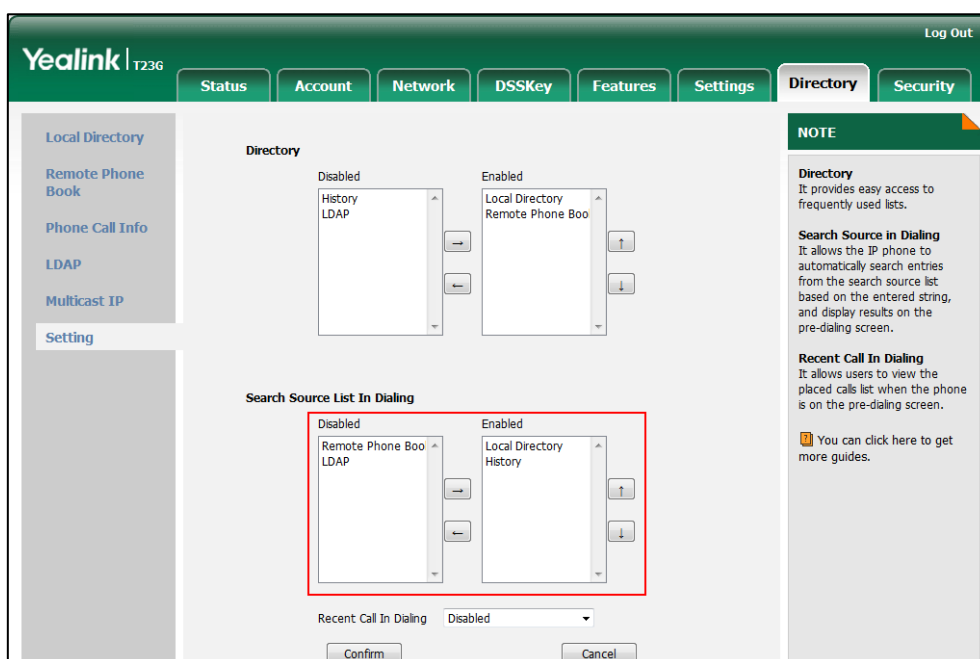 Log Out
Yealink T23G
Status Account Network DSSKey Features Settings Directory Security
Local Directory
Remote Phone
Book
Phone Call Info
LDAP
Multicast IP
Setting
Directory
Disabled Enabled
History Local Directory
LDAP Remote Phone Boo
→ ↑
← ↓
Search Source List In Dialing
Disabled Enabled
Remote Phone Boo Local Directory
LDAP History
→ ↑
← ↓
Recent Call In Dialing Disabled
Confirm Cancel
NOTE
Directory
It provides easy access to
frequently used lists.
Search Source in Dialing
It allows the IP phone to
automatically search entries
from the search source list
based on the entered string,
and display results on the
pre-dialing screen.
Recent Call In Dialing
It allows users to view the
placed calls list when the phone
is on the pre-dialing screen.
? You can click here to get
more guides.